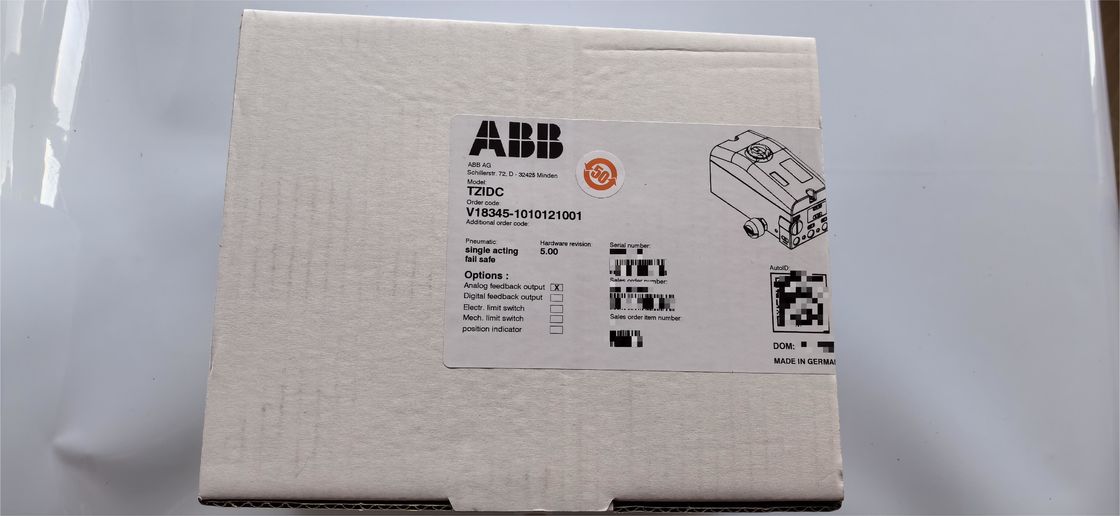 ABB
ABB AG
Schillerstr. 72, D - 32425 Minden
Model:
TZIDC
Order code:
V18345-1010121001
Additional order code:
50
Pneumatic:
single acting
fail safe
Hardware revision
5.00
Options :
Analog feedback output X
Digital feedback output
Electr. limit switch
Mech. limit switch
position indicator
Serial number:
Sales order number:
Sales order item number:
AutoID:
DOM:
MADE IN GERMA